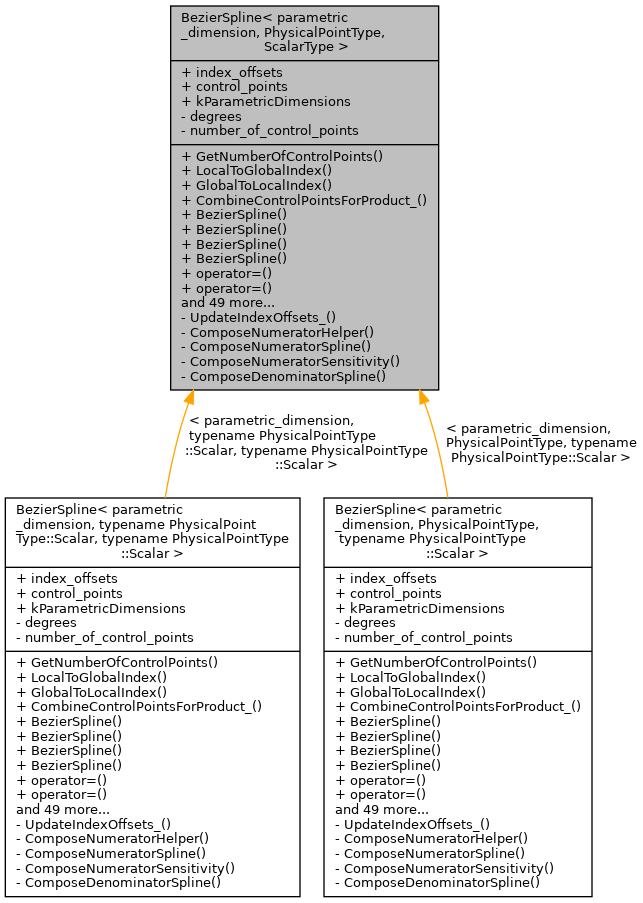 BezierSpline< parametric
_dimension, PhysicalPointType,
ScalarType >
+ index_offsets
+ control_points
+ kParametricDimensions
- degrees
- number_of_control_points
+ GetNumberOfControlPoints()
+ LocalToGlobalIndex()
+ GlobalToLocalIndex()
+ CombineControlPointsForProduct_()
+ BezierSpline()
+ BezierSpline()
+ BezierSpline()
+ BezierSpline()
+ operator=()
+ operator=()
and 49 more...
- UpdateIndexOffsets_()
- ComposeNumeratorHelper()
- ComposeNumeratorSpline()
- ComposeNumeratorSensitivity()
- ComposeDenominatorSpline()
< parametric_dimension,
typename PhysicalPointType
::Scalar, typename PhysicalPointType
::Scalar >
< parametric_dimension,
PhysicalPointType, typename
PhysicalPointType::Scalar >
BezierSpline< parametric
_dimension, typename PhysicalPoint
Type::Scalar, typename PhysicalPointType
::Scalar >
+ index_offsets
+ control_points
+ kParametricDimensions
- degrees
- number_of_control_points
+ GetNumberOfControlPoints()
+ LocalToGlobalIndex()
+ GlobalToLocalIndex()
+ CombineControlPointsForProduct_()
+ BezierSpline()
+ BezierSpline()
+ BezierSpline()
+ BezierSpline()
+ operator=()
+ operator=()
and 49 more...
- UpdateIndexOffsets_()
- ComposeNumeratorHelper()
- ComposeNumeratorSpline()
- ComposeNumeratorSensitivity()
- ComposeDenominatorSpline()
BezierSpline< parametric
_dimension, PhysicalPointType,
typename PhysicalPointType
::Scalar >
+ index_offsets
+ control_points
+ kParametricDimensions
- degrees
- number_of_control_points
+ GetNumberOfControlPoints()
+ LocalToGlobalIndex()
+ GlobalToLocalIndex()
+ CombineControlPointsForProduct_()
+ BezierSpline()
+ BezierSpline()
+ BezierSpline()
+ BezierSpline()
+ operator=()
+ operator=()
and 49 more...
- UpdateIndexOffsets_()
- ComposeNumeratorHelper()
- ComposeNumeratorSpline()
- ComposeNumeratorSensitivity()
- ComposeDenominatorSpline()